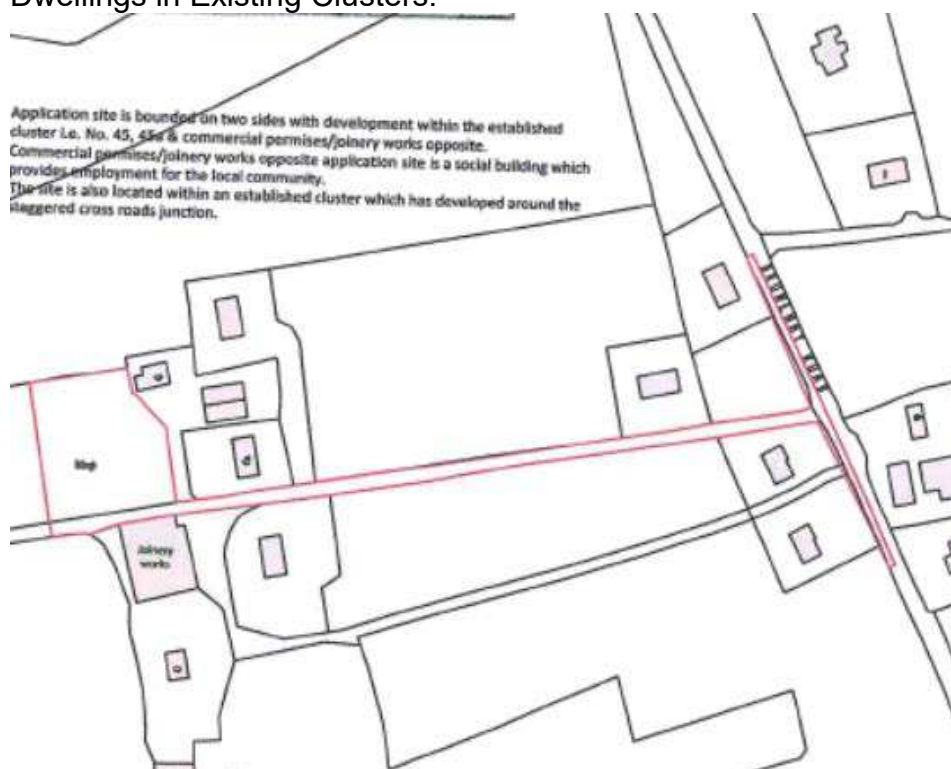 Dwellings in Existing Clusters.
Application site is bounded on two sides with development within the established
cluster i.e. No. 45, 45a & commercial permises/joinery works opposite.
Commercial permises/joinery works opposite application site is a social building which
provides employment for the local community.
The site is also located within an established cluster which has developed around the
staggered cross roads junction.
Joinery
works